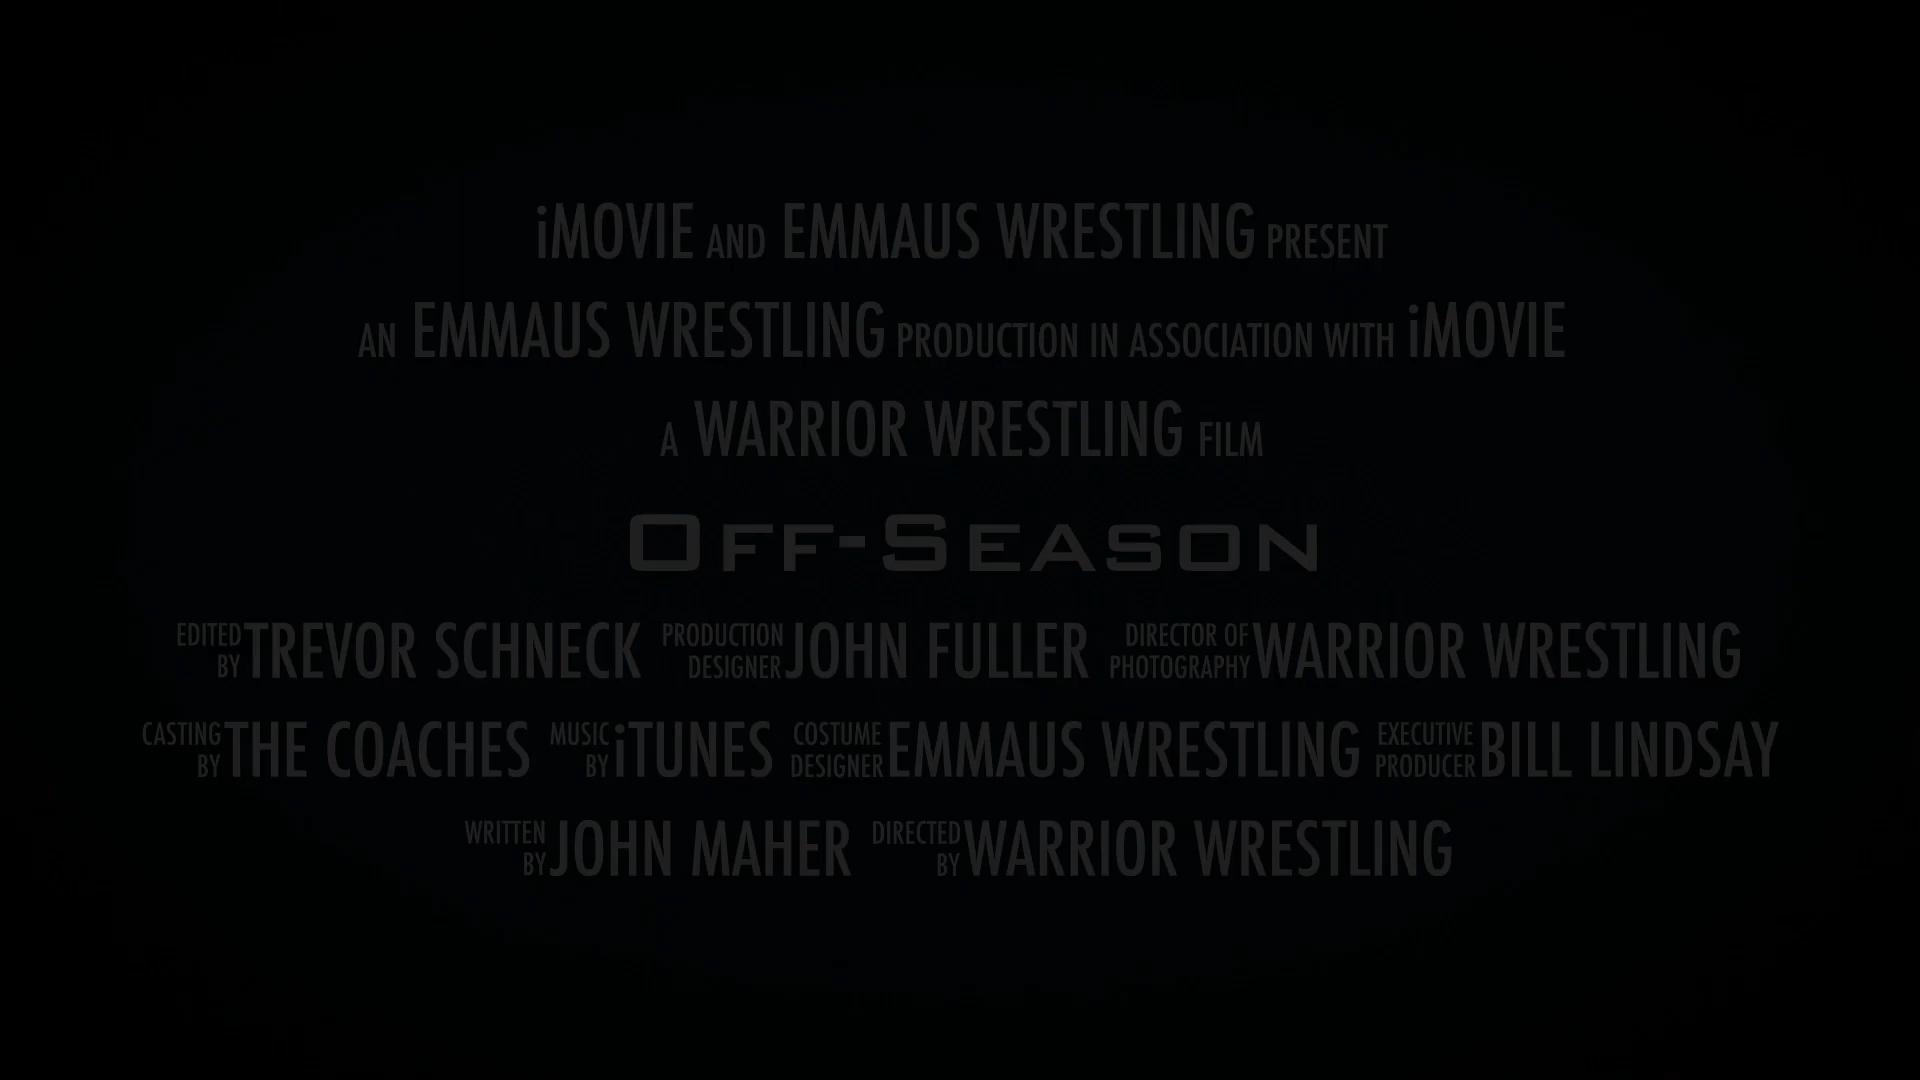 iMOVIE AND EMMAUS WRESTLING PRESENT
AN EMMAUS WRESTLING PRODUCTION IN ASSOCIATION WITH iMOVIE
A WARRIOR WRESTLING FILM
OFF-SEASON
EDITED BY TREVOR SCHNECK PRODUCTION DESIGNER JOHN FULLER DIRECTOR OF PHOTOGRAPHY WARRIOR WRESTLING
CASTING BY THE COACHES MUSIC BY iTUNES COSTUME DESIGNER EMMAUS WRESTLING EXECUTIVE PRODUCER BILL LINDSAY
WRITTEN BY JOHN MAHER DIRECTED BY WARRIOR WRESTLING